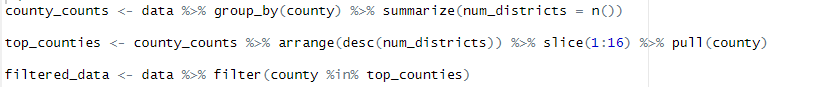 county_counts <- data %>% group_by(county) %>% summarize(num_districts = n())
top_counties <- county_counts %>% arrange(desc(num_districts)) %>% slice(1:16) %>% pull(county)
filtered_data <- data %>% filter(county %in% top_counties)